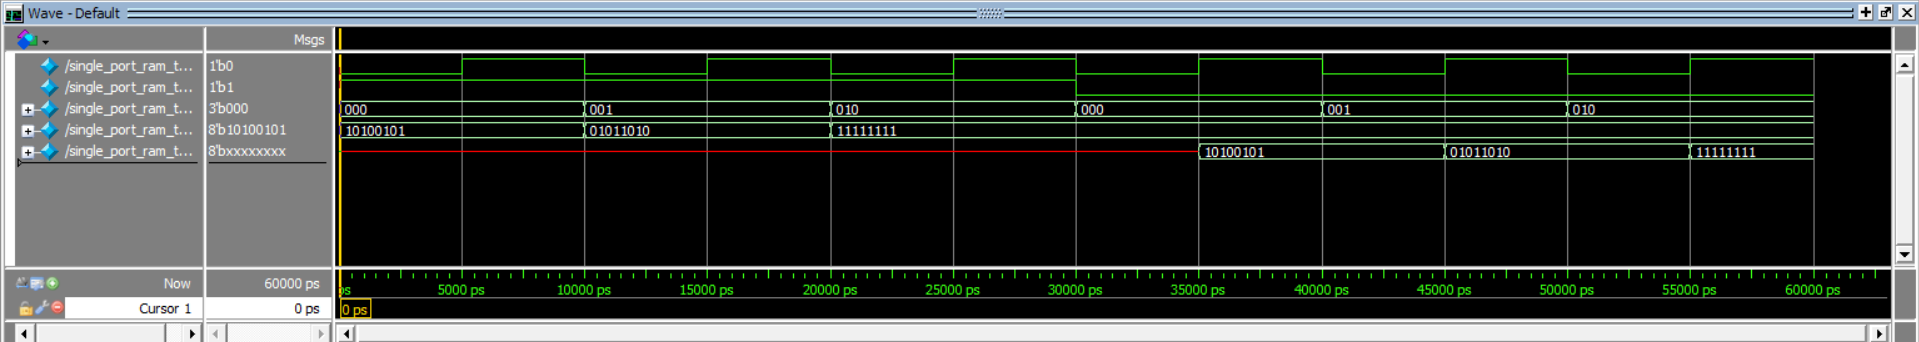 Wave - Default
Msgs
/single_port_ram_t... 1'b0
/single_port_ram_t... 1'b1
/single_port_ram_t... 3'b000 000 001 010 000 001 010
/single_port_ram_t... 8'b10100101 10100101 01011010 11111111
/single_port_ram_t... 8'bxxxxxxxx 10100101 01011010 11111111
Now 60000 ps ps 5000 ps 10000 ps 15000 ps 20000 ps 25000 ps 30000 ps 35000 ps 40000 ps 45000 ps 50000 ps 55000 ps 60000 ps
Cursor 1 0 ps 0 ps